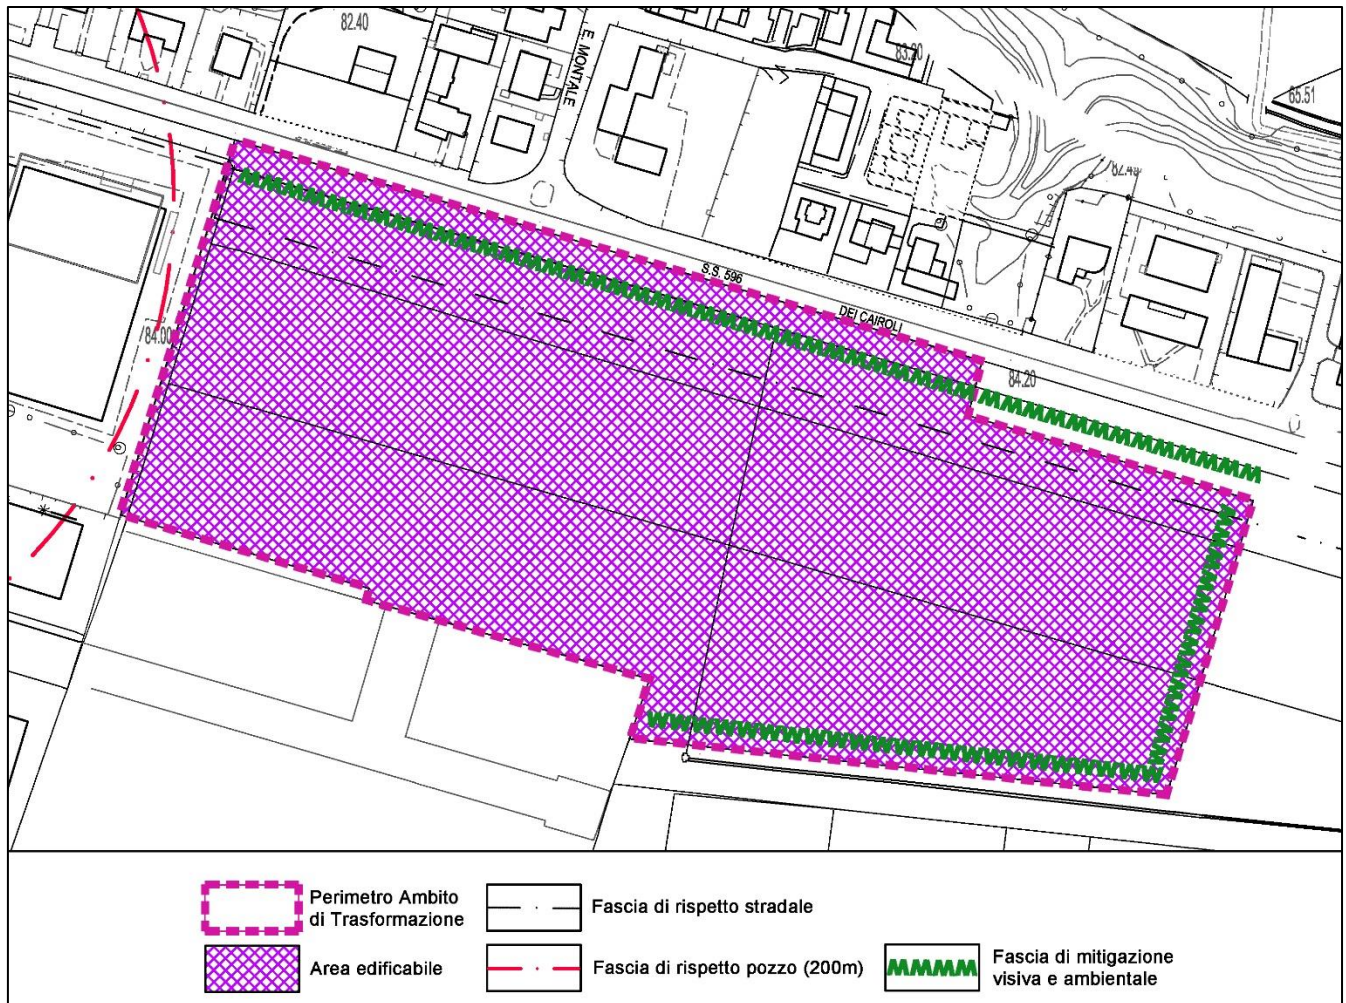 82.40
E. MONTALE
83.20
65.51
82.40
S.S. 596
DEI CAIROLI
84.00
84.20
Perimetro Ambito
di Trasformazione
Fascia di rispetto stradale
Area edificabile
Fascia di rispetto pozzo (200m)
Fascia di mitigazione
visiva e ambientale